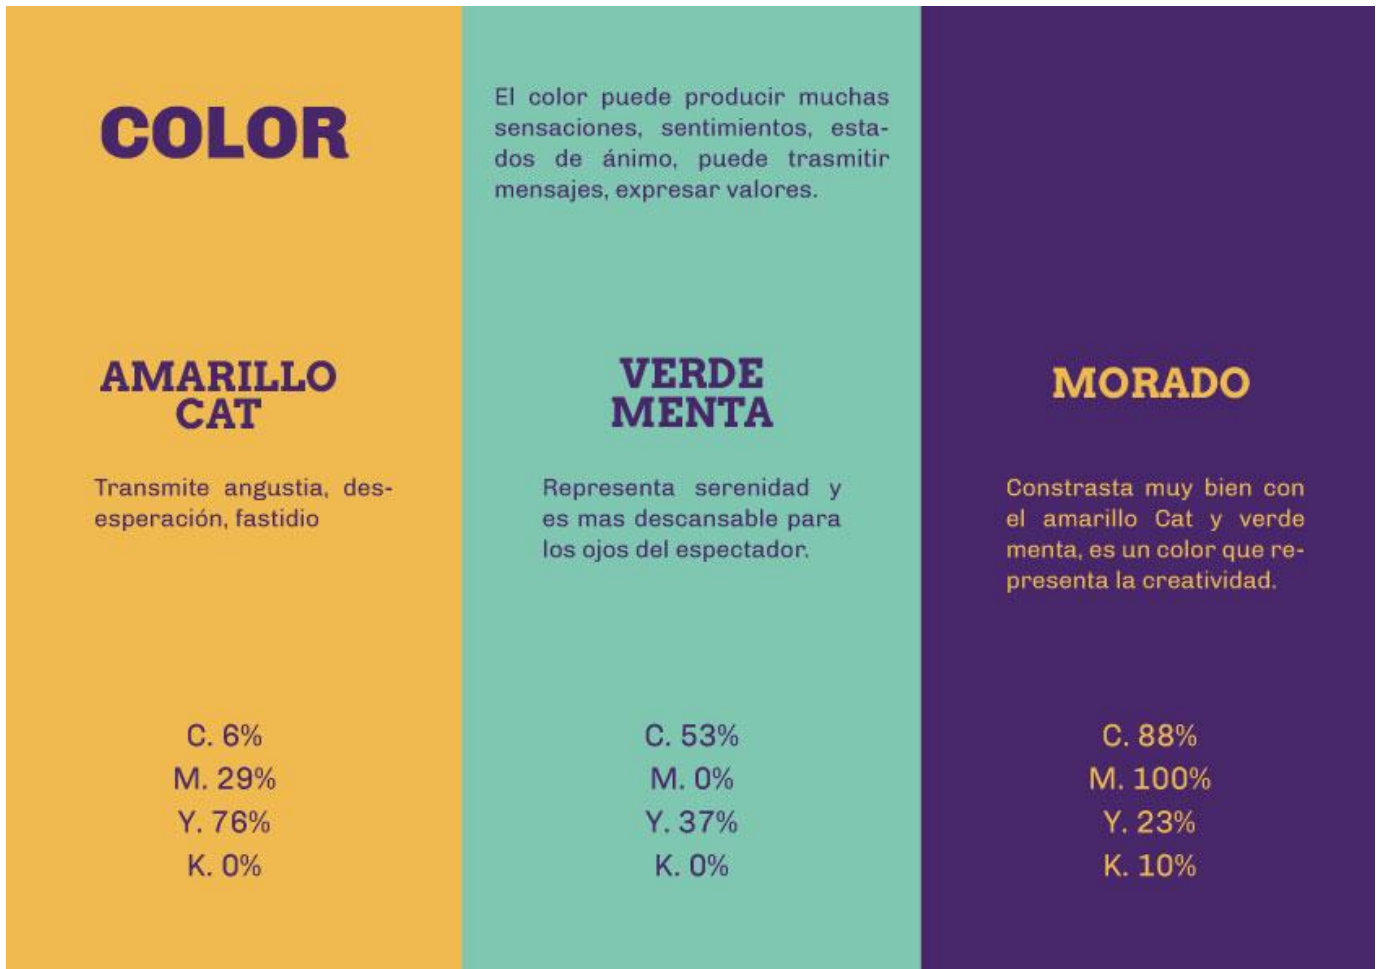 COLOR
El color puede producir muchas
sensaciones, sentimientos, esta-
dos de ánimo, puede trasmitir
mensajes, expresar valores.
AMARILLO
CAT
Transmite angustia, des-
esperación, fastidio
C. 6%
M. 29%
Y. 76%
K. 0%
VERDE
MENTA
Representa serenidad y
es mas descansable para
los ojos del espectador.
C. 53%
M. 0%
Y. 37%
K. 0%
MORADO
Constrasta muy bien con
el amarillo Cat y verde
menta, es un color que re-
presenta la creatividad.
C. 88%
M. 100%
Y. 23%
K. 10%